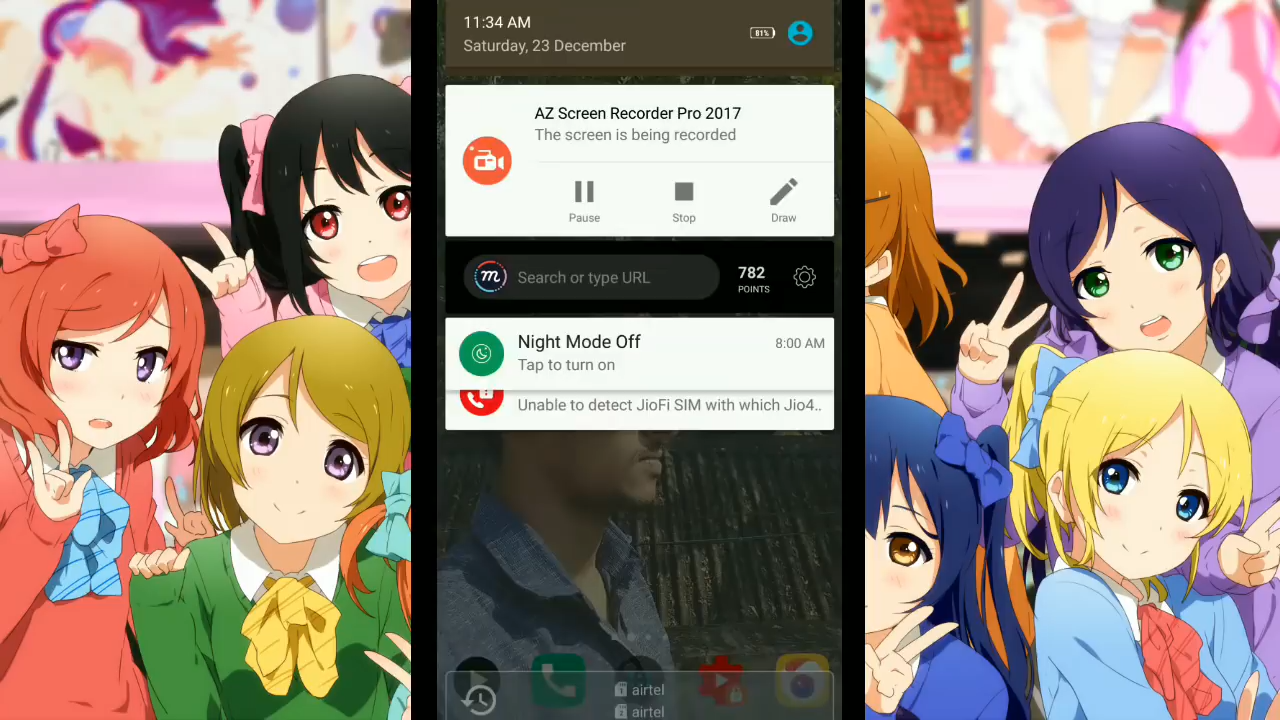 11:34 AM
Saturday, 23 December
81%
AZ Screen Recorder Pro 2017
The screen is being recorded
Pause
Stop
Draw
m
Search or type URL
782
POINTS
Night Mode Off
8:00 AM
Tap to turn on
Unable to detect JioFi SIM with which Jio4..
airtel
airtel